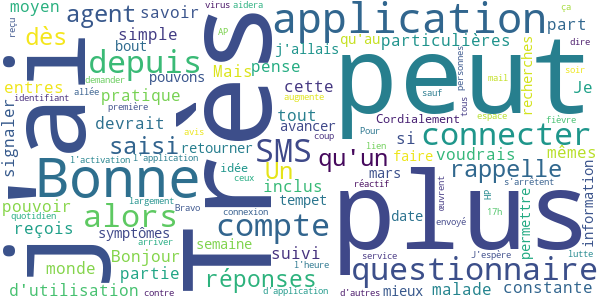 moyen
reçu
agent
savoir
virus
aidera
application
ça
dès
simple
AP
j'allais
qu'au
particulières
part
dire
bout
depuis
pouvons
Mais
pense
recherches
personnes
tous
mail
soir
entres
demander
pratique
cette
Je
identifiant
allée
augmente
sauf
espace
première
tout
Cordialement
fièvre
signaler
devrait
avis
coup
avancer
Pour
si
connecter
j'ai
Très
peut
saisi
retourner
SMS
qu'un
lien
faire
voudrais
mêmes
l'activation
l'application
idée
ceux
Un
mars
rappelle
Bonne
inclus
réactif
œuvrent
HP
s'arrêtent
pouvoir
largement
tempet
plus
permettre
information
quotidien
alors
Bravo
connexion
compte
date
envoyé
17h
reçois
symptômes
semaine
suivi
J'espère
lutte
monde
Bonjour
arriver
l'heure
service
questionnaire
partie
réponses
d'utilisation
contre
d'application
d'autres
mieux
malade
constante